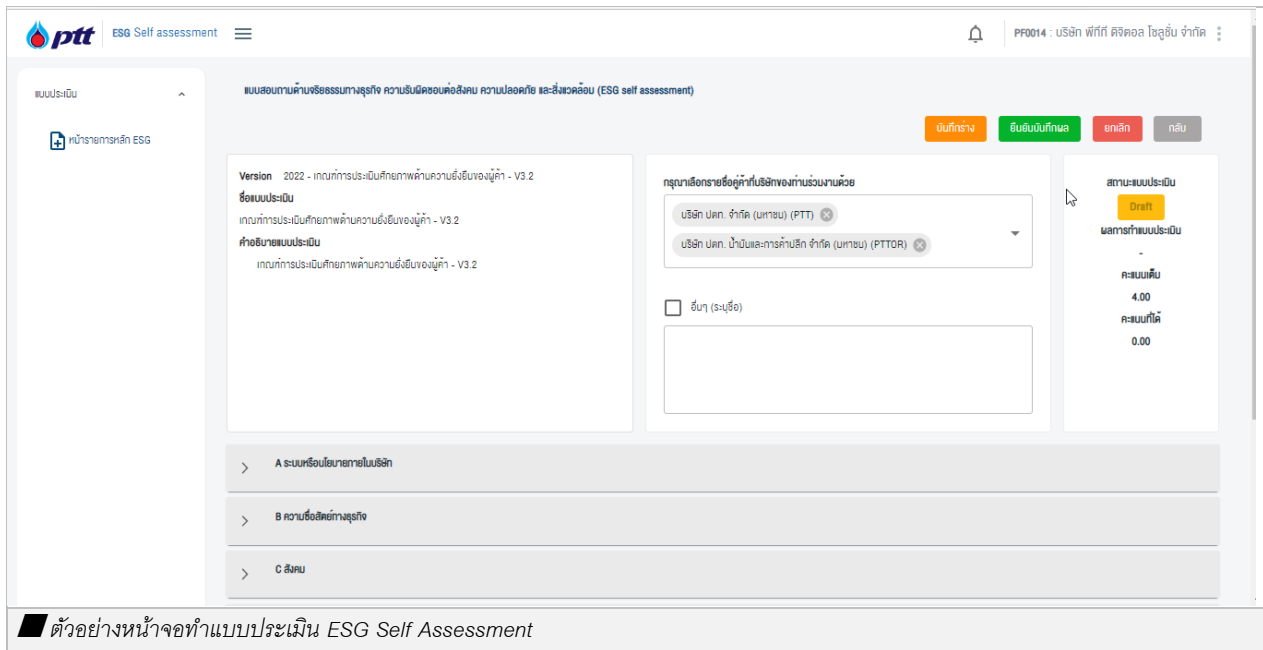 ptt ESG Self assessment
PF0014 : บริษัท พีทีที ดิจิตอล โซลูชั่น จำกัด
แบบประเมิน
หน้ารายการหลัก ESG
แบบสอบถามด้านจริยธรรมทางธุรกิจ ความรับผิดชอบต่อสังคม ความปลอดภัย และสิ่งแวดล้อม (ESG self assessment)
บันทึกร่าง
ยืนยันบันทึกผล
ยกเลิก
กลับ
Version 2022 - เกณฑ์การประเมินศักยภาพด้านความยั่งยืนของผู้ค้า - V3.2
ชื่อแบบประเมิน
เกณฑ์การประเมินศักยภาพด้านความยั่งยืนของผู้ค้า - V3.2
คำอธิบายแบบประเมิน
เกณฑ์การประเมินศักยภาพด้านความยั่งยืนของผู้ค้า - V3.2
กรุณาเลือกรายชื่อคู่ค้าที่บริษัทของท่านร่วมงานด้วย
บริษัท ปตท. จำกัด (มหาชน) (PTT)
บริษัท ปตท. น้ำมันและการค้าปลีก จำกัด (มหาชน) (PTTOR)
อื่นๆ (ระบุชื่อ)
สถานะแบบประเมิน
Draft
ผลการทำแบบประเมิน
-
คะแนนเต็ม
4.00
คะแนนที่ได้
0.00
A ระบบหรือนโยบายภายในบริษัท
B ความซื่อสัตย์ทางธุรกิจ
C สังคม
ตัวอย่างหน้าจอทำแบบประเมิน ESG Self Assessment